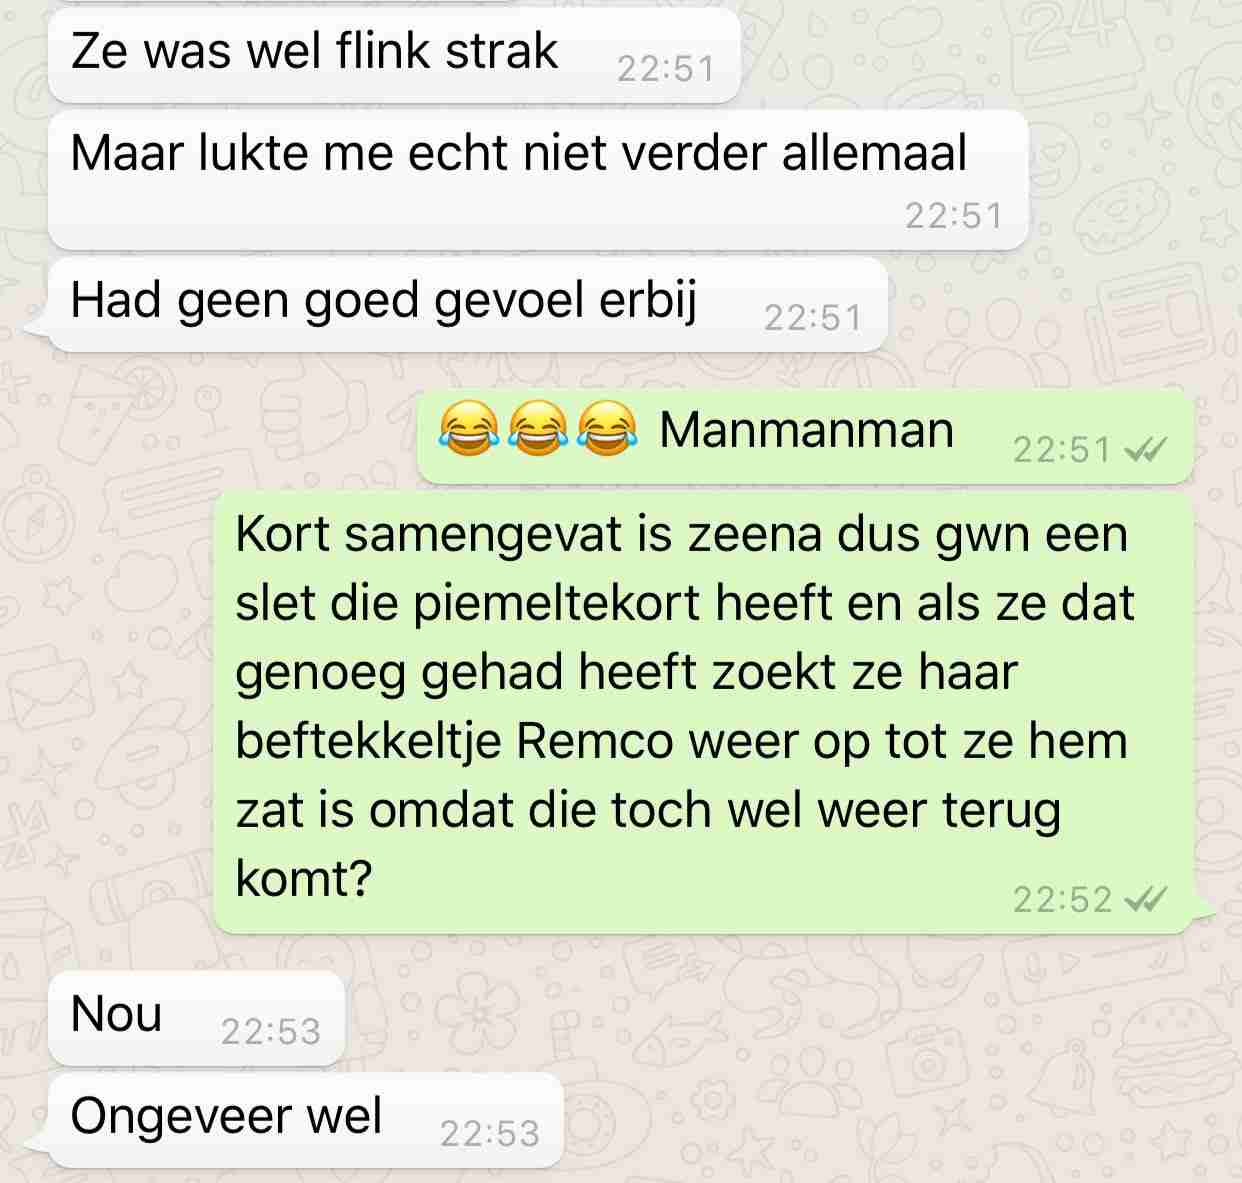 Ze was wel flink strak 22:51
Maar lukte me echt niet verder allemaal
22:51
Had geen goed gevoel erbij 22:51
😂😂😂 Manmanman 22:51
Kort samengevat is zeena dus gwn een
slet die piemeltekort heeft en als ze dat
genoeg gehad heeft zoekt ze haar
beftekkeltje Remco weer op tot ze hem
zat is omdat die toch wel weer terug
komt?
22:52
Nou 22:53
Ongeveer wel 22:53